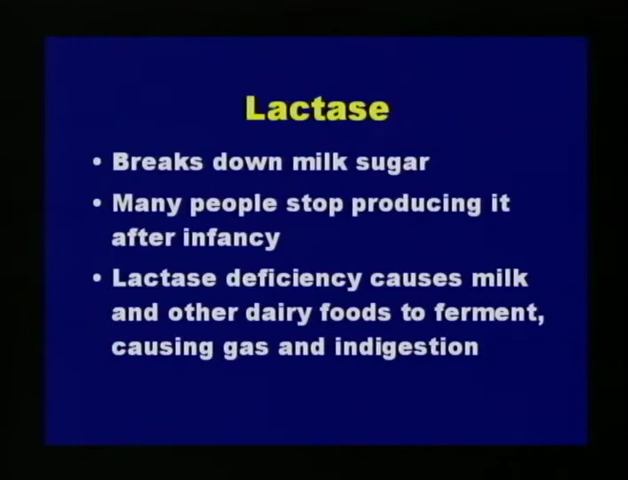 Lactase
• Breaks down milk sugar
• Many people stop producing it
after infancy
• Lactase deficiency causes milk
and other dairy foods to ferment,
causing gas and indigestion